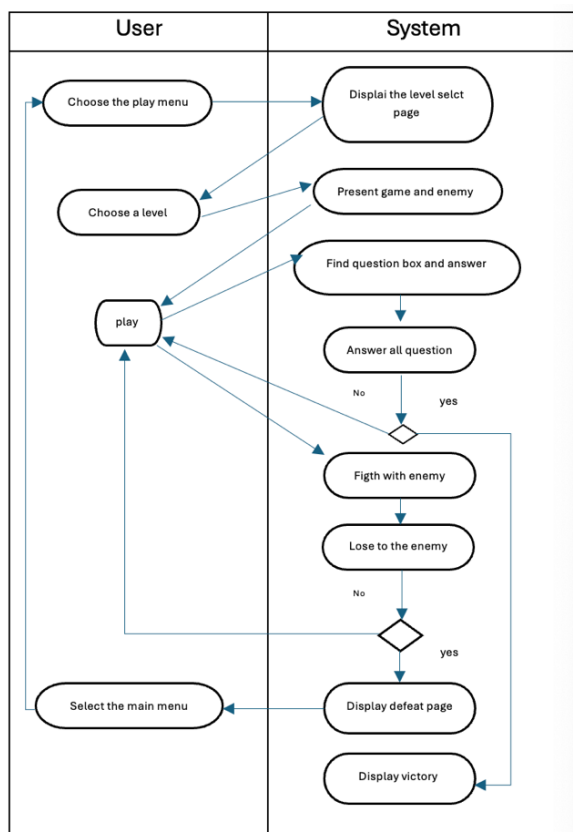 User
System
Choose the play menu
Displai the level selct
page
Choose a level
Present game and enemy
Find question box and answer
play
Answer all question
No
yes
Figth with enemy
Lose to the enemy
No
yes
Select the main menu
Display defeat page
Display victory